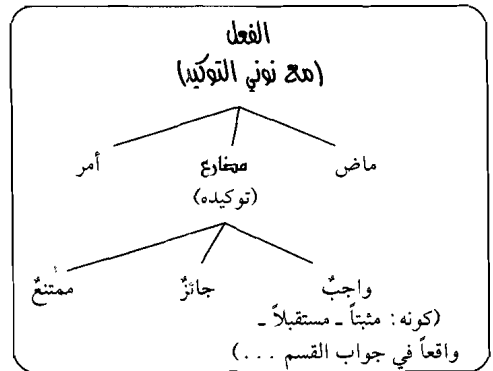 الفعل
(مع نوني التوكيد)
ماض مضارع أمر
(توكيده)
واجبٌ جائزٌ ممتنعٌ
(كونه: مثبتاً ـ مستقبلاً ـ
واقعاً في جواب القسم ...)